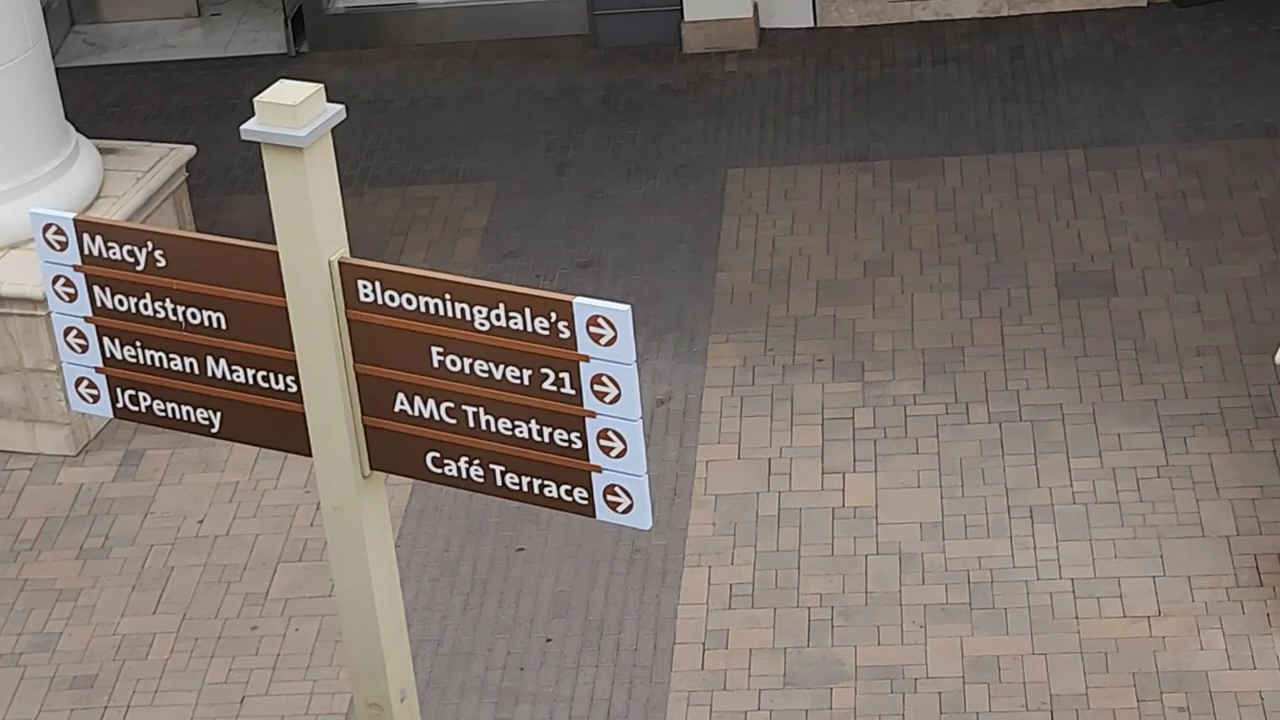 Macy's
Nordstrom
Neiman Marcus
JCPenney
Bloomingdale's
Forever 21
AMC Theatres
Café Terrace